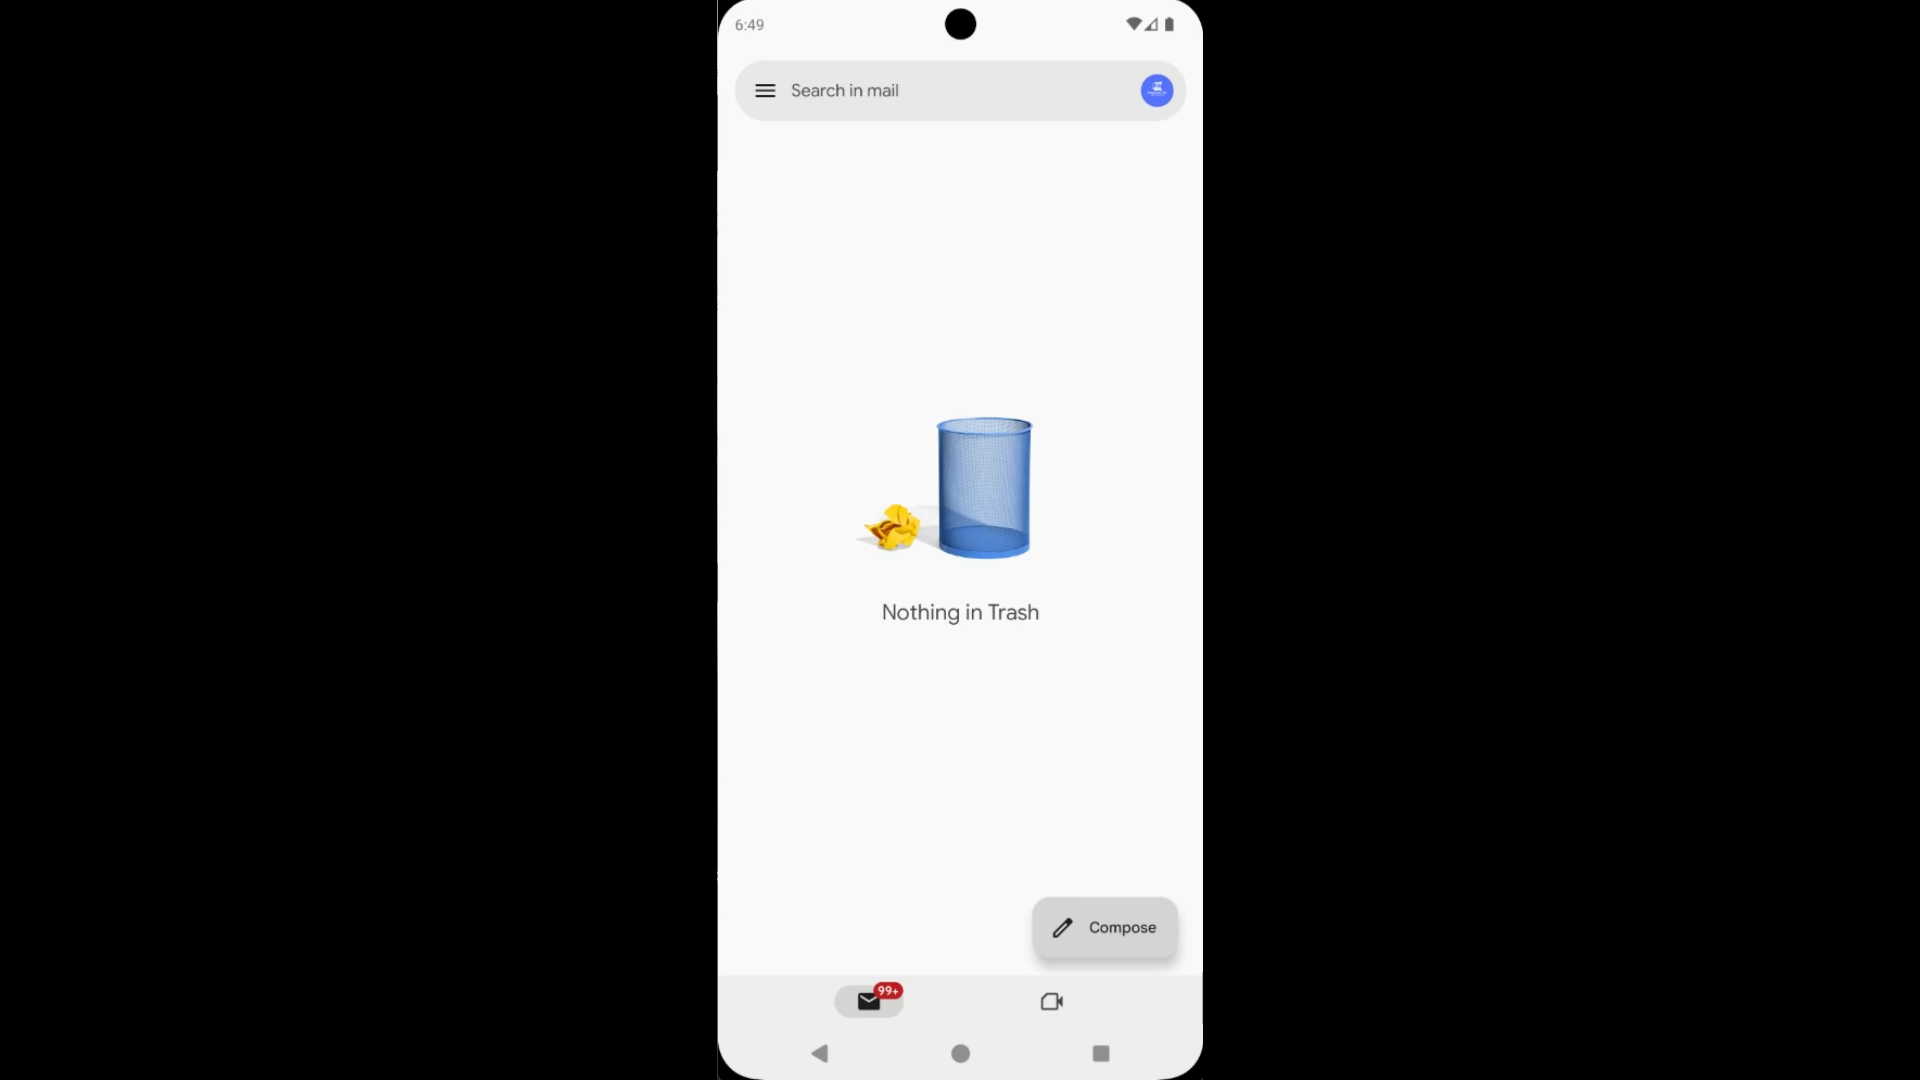 6:49
Search in mail
Nothing in Trash
Compose
99+